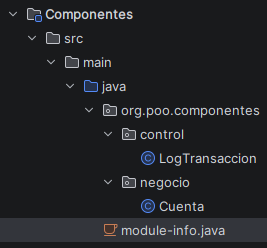 Componentes
src
main
java
org.poo.componentes
control
LogTransaccion
negocio
Cuenta
module-info.java